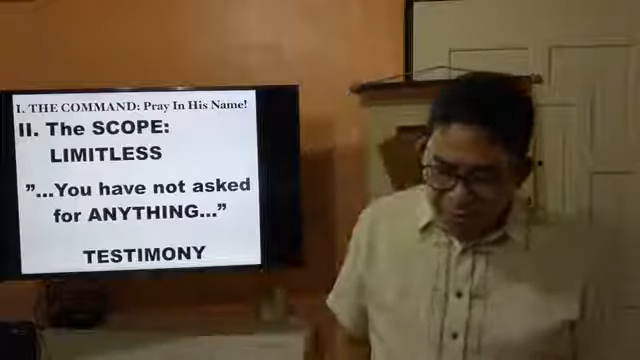 I. THE COMMAND: Pray In His Name!
II. The SCOPE:
LIMITLESS
"...You have not asked
for ANYTHING..."
TESTIMONY